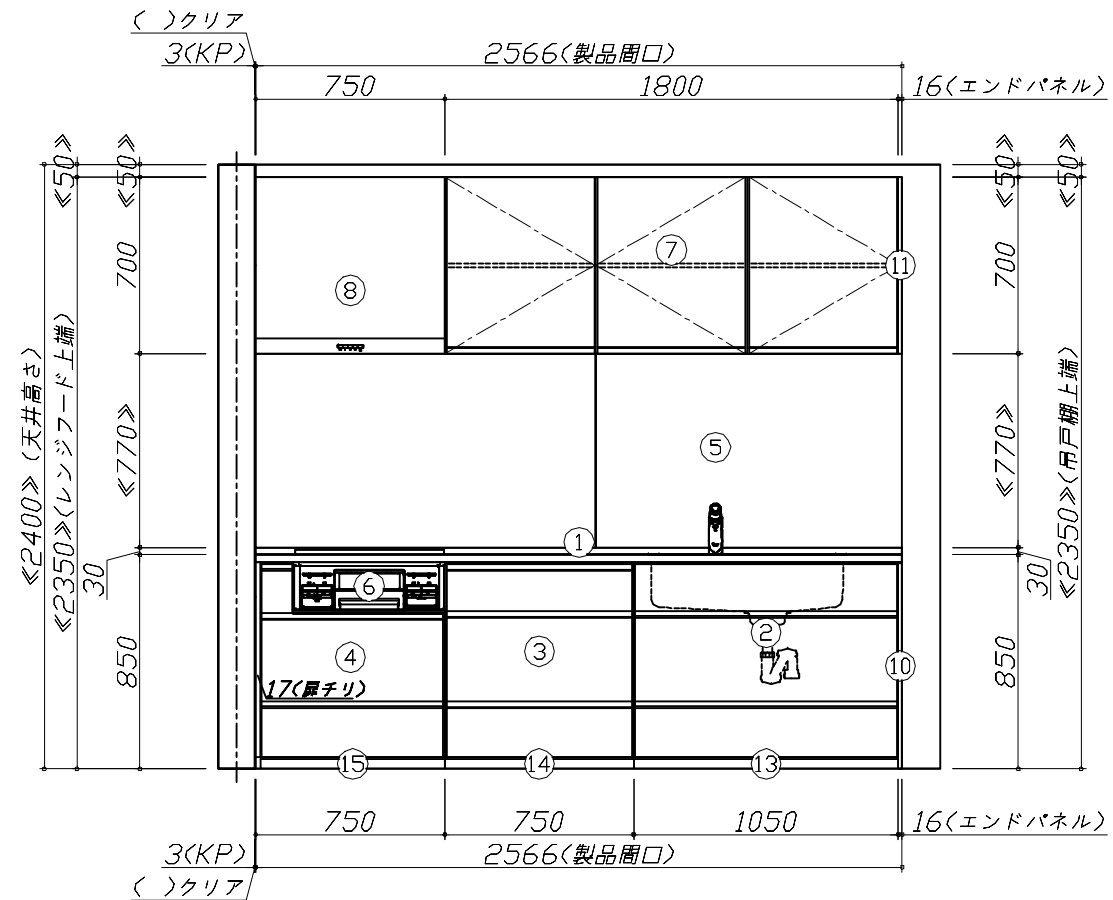 ( )クリア
3(KP)
2566(製品間口)
750
1800
16(エンドパネル)
≪50≫
≪50≫
≪50≫
≪50≫
700
700
7
11
8
≪2400≫(天井高さ)
≪2350≫(レンジフード上端)
≪770≫
≪770≫
≪2350≫(吊戸棚上端)
5
1
30
30
6
2
850
4
3
10
850
17(扉チリ)
15
14
13
750
750
1050
16(エンドパネル)
3(KP)
2566(製品間口)
( )クリア